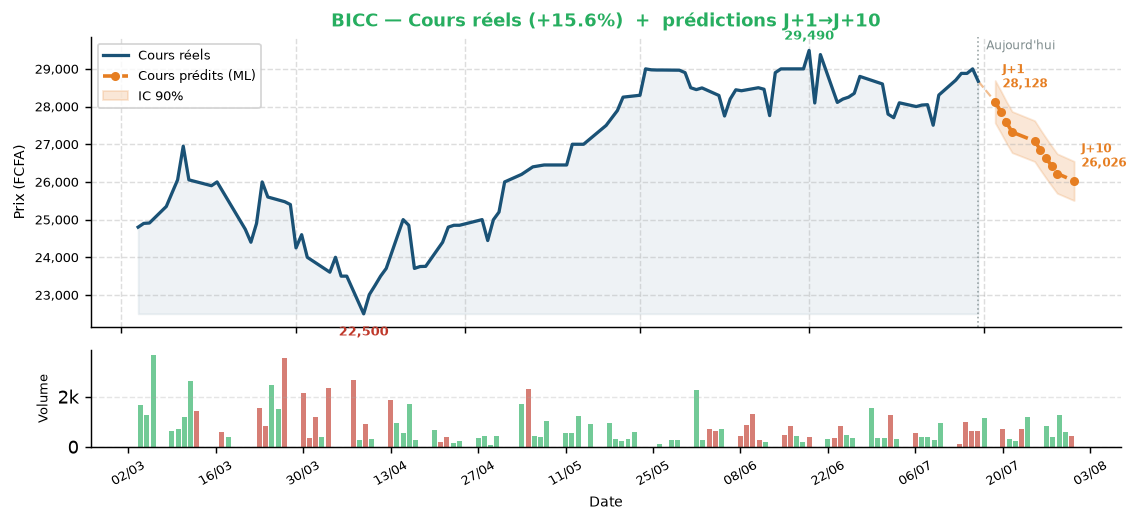 BICC — Cours réels (+15.6%)  +  prédictions J+1→J+10
29,490
Aujourd'hui
Cours réels
Cours prédits (ML)
IC 90%
J+1
28,128
J+10
26,026
22,500
Prix (FCFA)
29,000
28,000
27,000
26,000
25,000
24,000
23,000
Volume
2k
0
02/03
16/03
30/03
13/04
27/04
11/05
25/05
08/06
22/06
06/07
20/07
03/08
Date